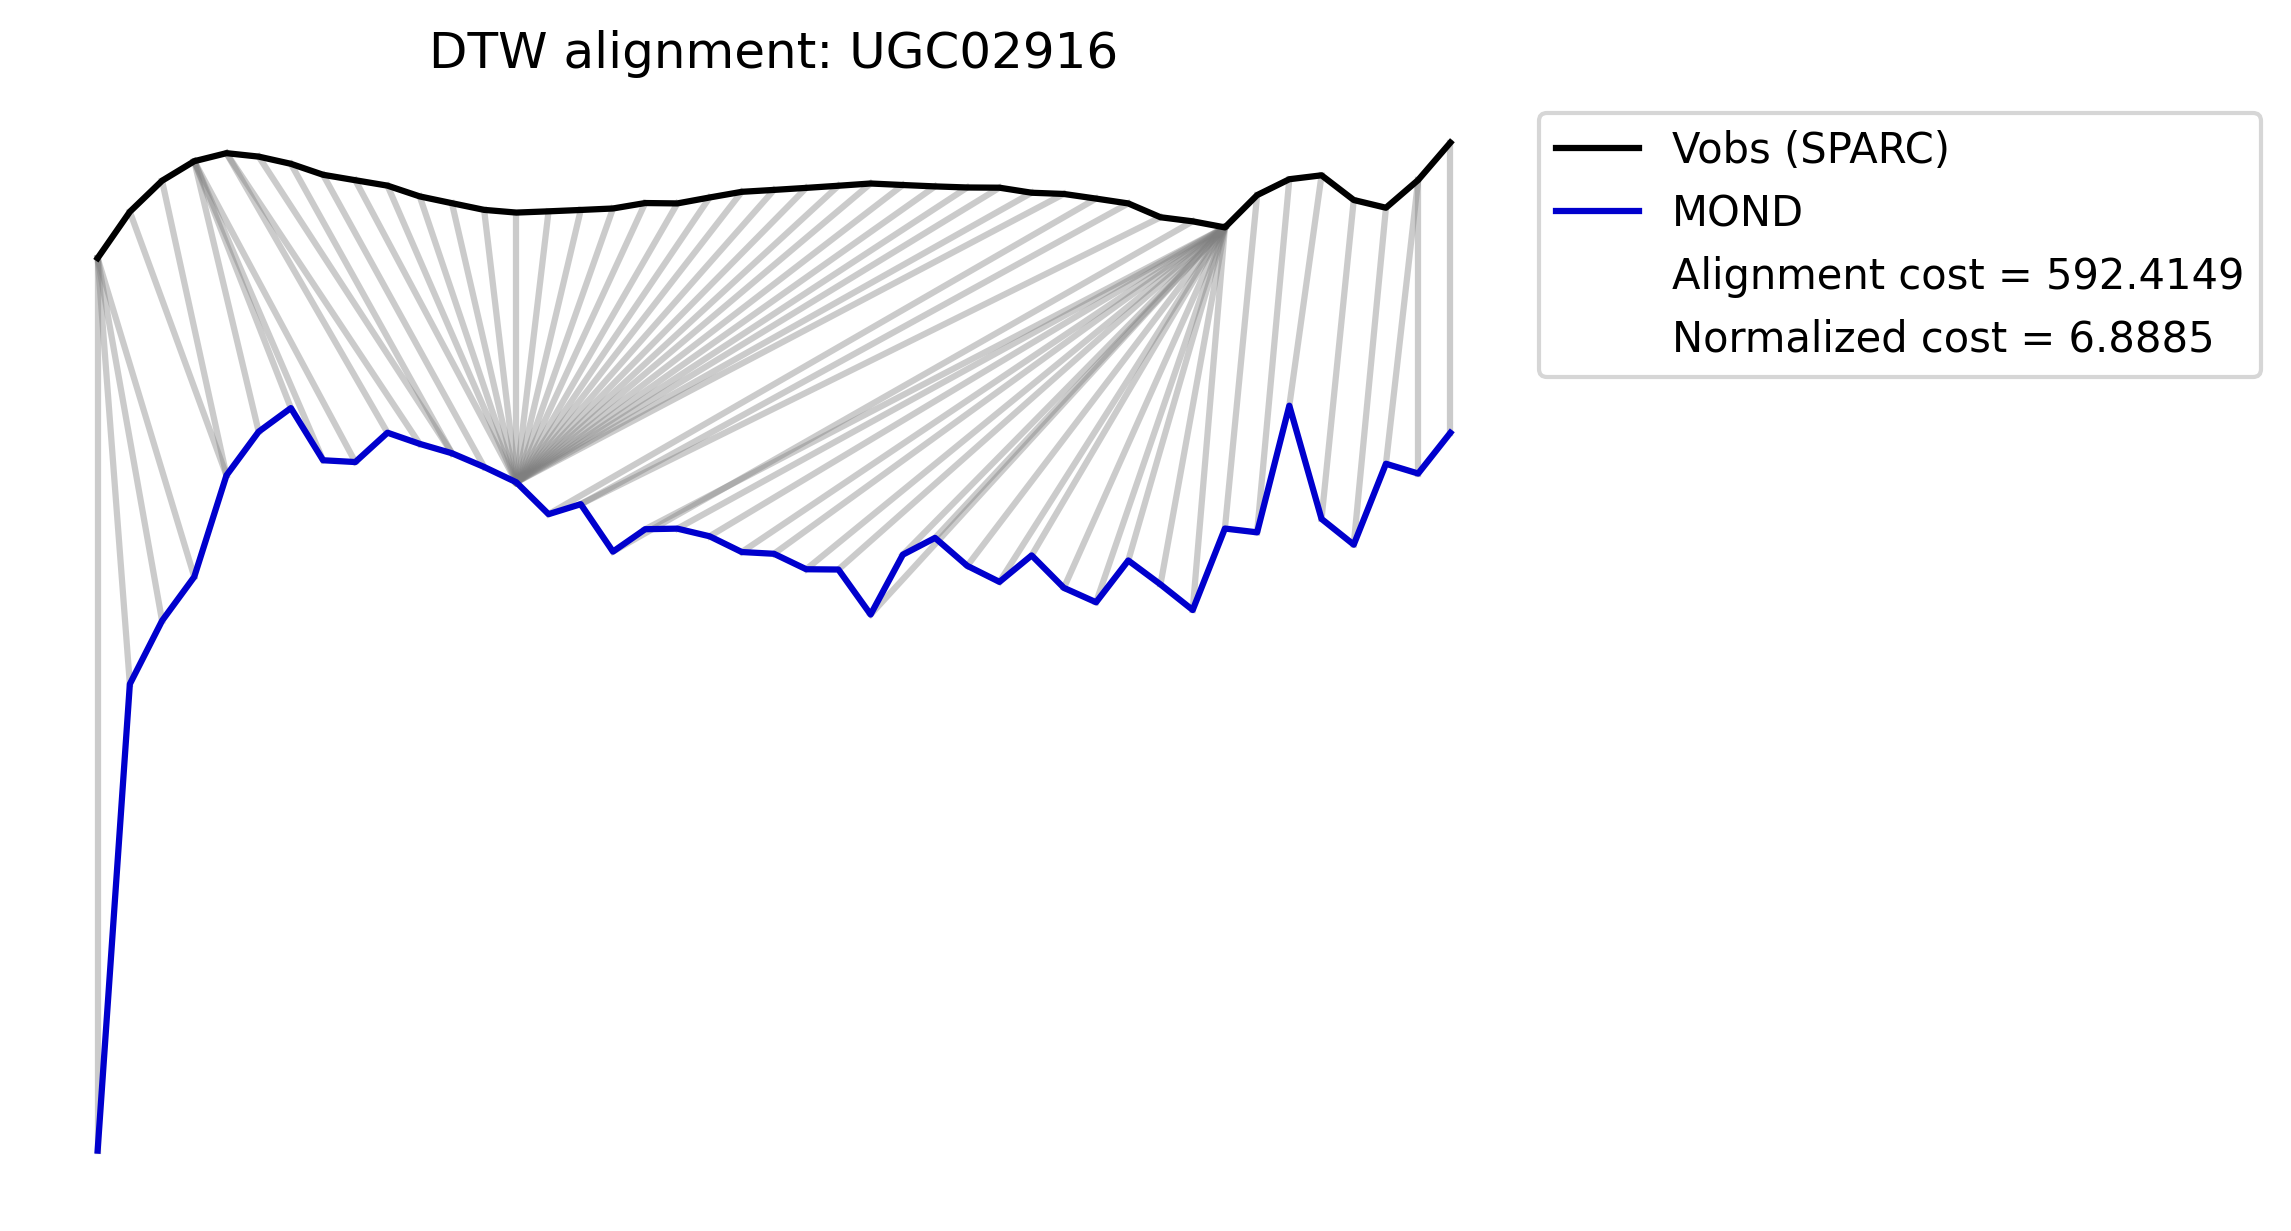 DTW alignment: UGC02916
Vobs (SPARC)
MOND
Alignment cost = 592.4149
Normalized cost = 6.8885